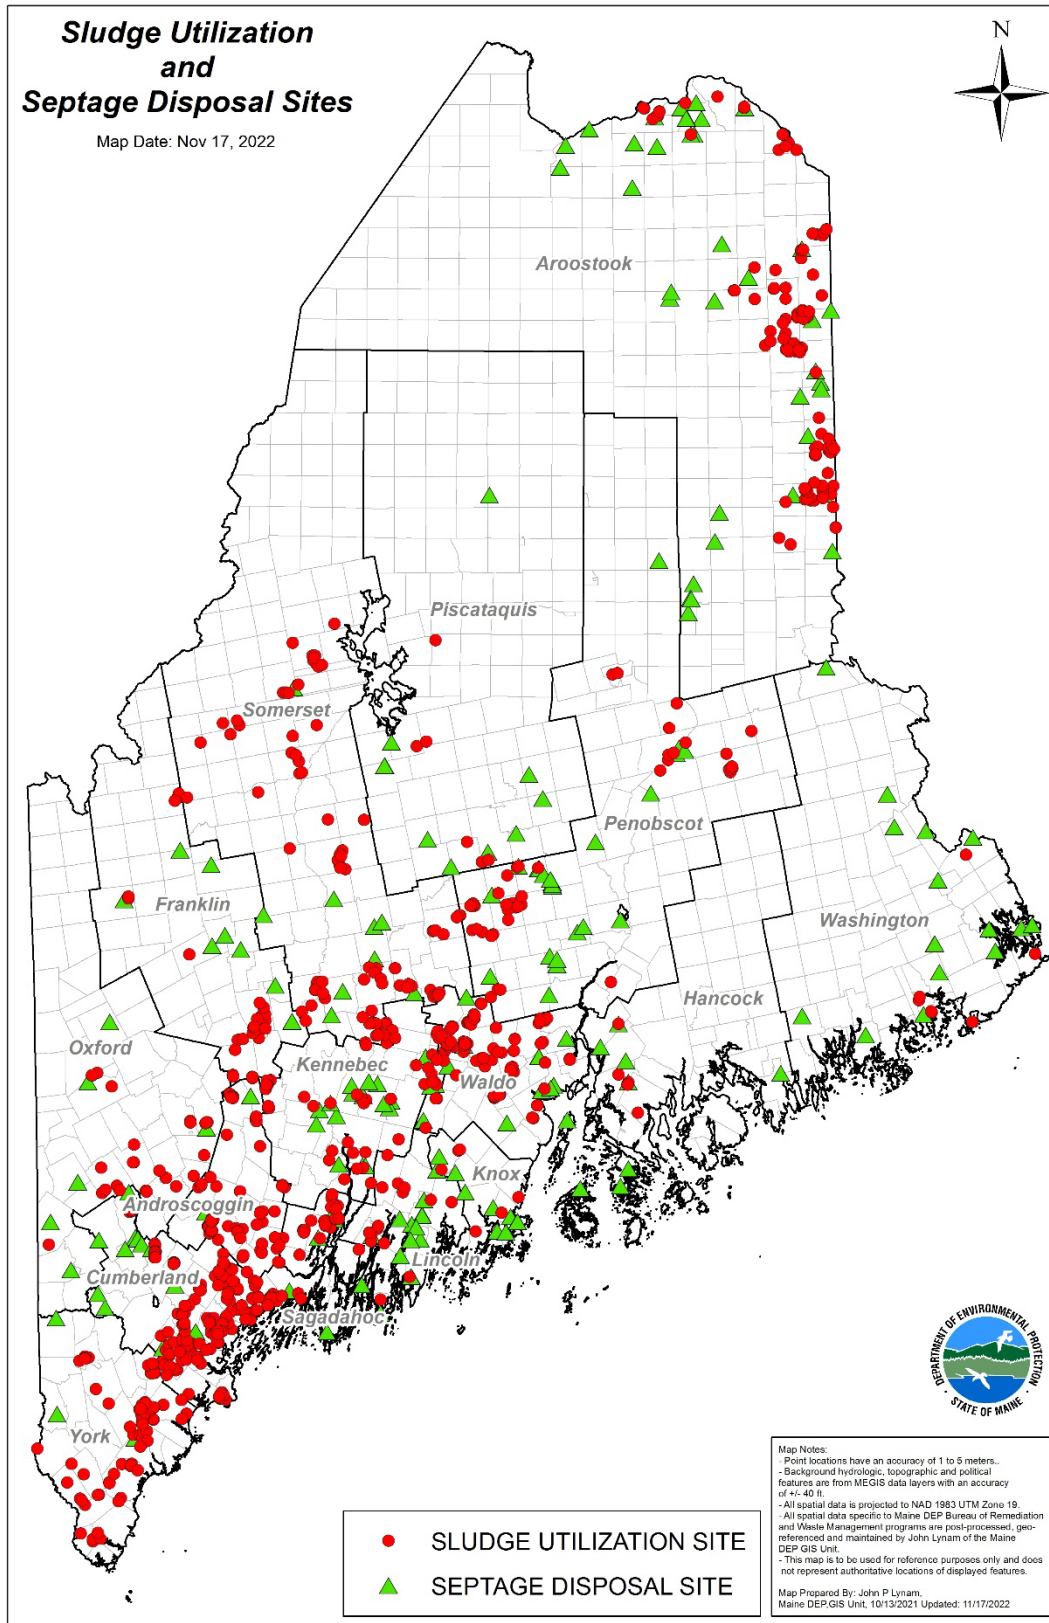 Sludge Utilization
and
Septage Disposal Sites
Map Date: Nov 17, 2022
N
Aroostook
Piscataquis
Somerset
Penobscot
Franklin
Washington
Hancock
Oxford
Kennebec
Waldo
Knox
Androscoggin
Lincoln
Cumberland
Sagadahoc
York
DEPARTMENT OF ENVIRONMENTAL PROTECTION
STATE OF MAINE
SLUDGE UTILIZATION SITE
SEPTAGE DISPOSAL SITE
Map Notes:
- Point locations have an accuracy of 1 to 5 meters..
- Background hydrologic, topographic and political
features are from MEGIS data layers with an accuracy
of +/- 40 ft.
- All spatial data is projected to NAD 1983 UTM Zone 19.
- All spatial data specific to Maine DEP Bureau of Remediation
and Waste Management programs are post-processed, geo-
referenced and maintained by John Lynam of the Maine
DEP GIS Unit.
- This map is to be used for reference purposes only and does
not represent authoritative locations of displayed features.
Map Prepared By: John P Lynam,
Maine DEP,GIS Unit, 10/13/2021 Updated: 11/17/2022